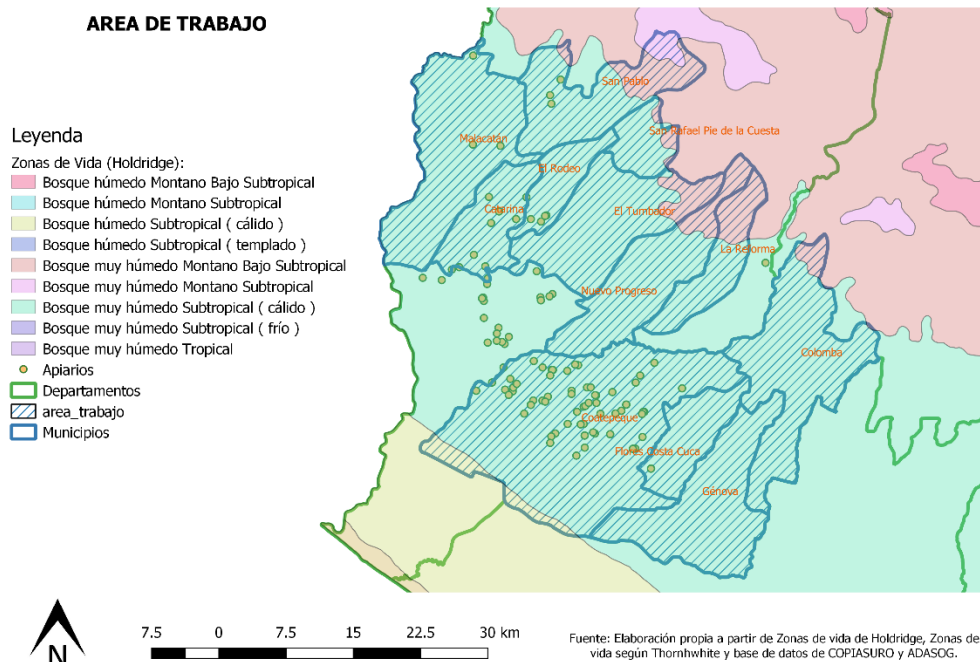 AREA DE TRABAJO
Leyenda
Zonas de Vida (Holdridge):
Bosque húmedo Montano Bajo Subtropical
Bosque húmedo Montano Subtropical
Bosque húmedo Subtropical ( cálido )
Bosque húmedo Subtropical ( templado )
Bosque muy húmedo Montano Bajo Subtropical
Bosque muy húmedo Montano Subtropical
Bosque muy húmedo Subtropical ( cálido )
Bosque muy húmedo Subtropical ( frío )
Bosque muy húmedo Tropical
Apiarios
Departamentos
area_trabajo
Municipios
San Pablo
San Rafael Pie de la Cuesta
Malacatán
El Rodeo
Catarina
El Tumbador
La Reforma
Nuevo Progreso
Colomba
Coatepeque
Flores Costa Cuca
Génova
N
7.5 0 7.5 15 22.5 30 km
Fuente: Elaboración propia a partir de Zonas de vida de Holdridge, Zonas de
vida según Thornhwhite y base de datos de COPIASURO y ADASOG.